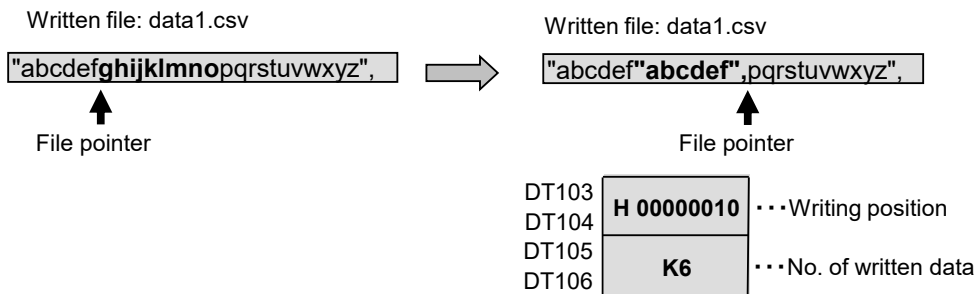 Written file: data1.csv
"abcdefghijklmnopqrstuvwxyz",
File pointer
Written file: data1.csv
"abcdef"abcdef",pqrstuvwxyz",
File pointer
DT103
DT104
H 00000010 ･･･Writing position
DT105
DT106
K6 ･･･No. of written data